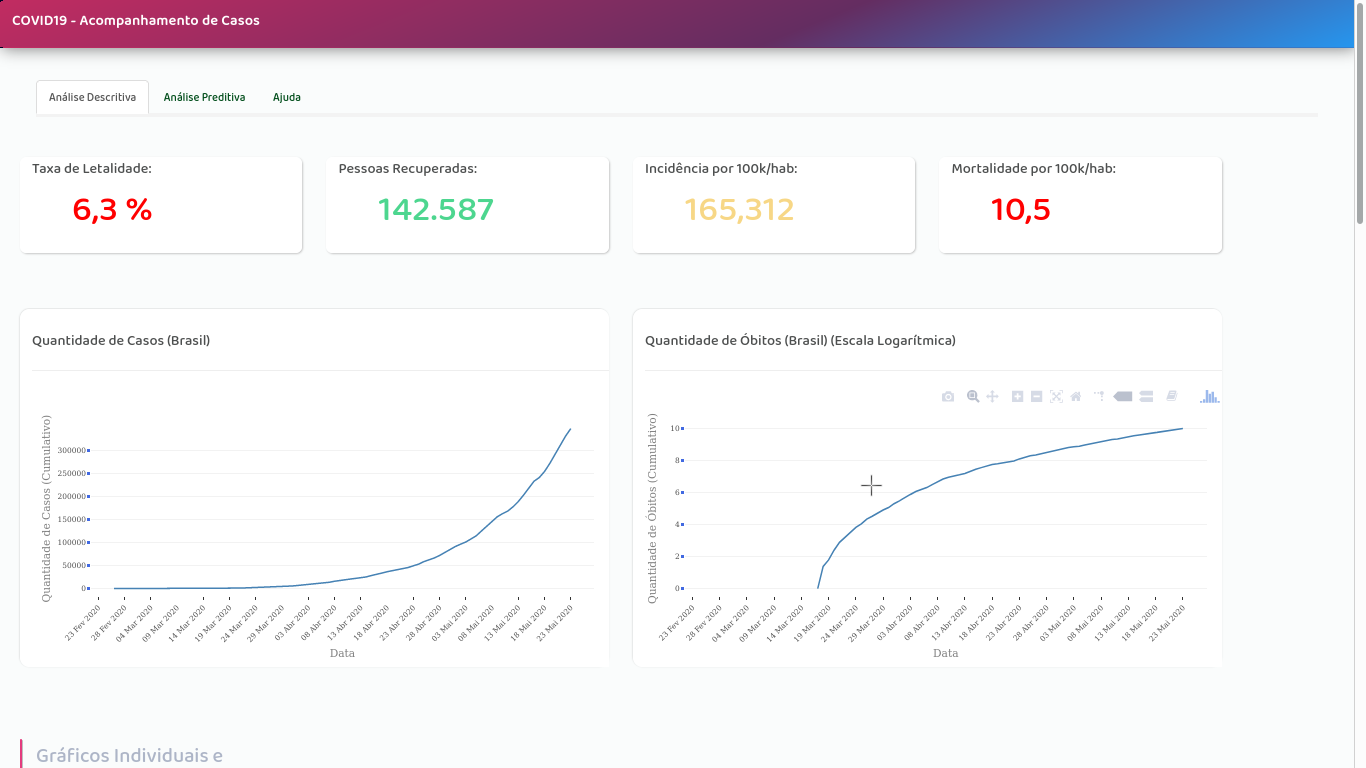 COVID19 - Acompanhamento de Casos
Análise Descritiva
Análise Preditiva
Ajuda
Taxa de Letalidade:
6,3 %
Pessoas Recuperadas:
142.587
Incidência por 100k/hab:
165,312
Mortalidade por 100k/hab:
10,5
Quantidade de Casos (Brasil)
Quantidade de Casos (Cumulativo)
300000
250000
200000
150000
100000
50000
0
23 Fev 2020
28 Fev 2020
04 Mar 2020
09 Mar 2020
14 Mar 2020
19 Mar 2020
24 Mar 2020
29 Mar 2020
03 Abr 2020
08 Abr 2020
13 Abr 2020
18 Abr 2020
23 Abr 2020
28 Abr 2020
03 Mai 2020
08 Mai 2020
13 Mai 2020
18 Mai 2020
23 Mai 2020
Data
Quantidade de Óbitos (Brasil) (Escala Logarítmica)
Quantidade de Óbitos (Cumulativo)
10
8
6
4
2
0
23 Fev 2020
28 Fev 2020
04 Mar 2020
09 Mar 2020
14 Mar 2020
19 Mar 2020
24 Mar 2020
29 Mar 2020
03 Abr 2020
08 Abr 2020
13 Abr 2020
18 Abr 2020
23 Abr 2020
28 Abr 2020
03 Mai 2020
08 Mai 2020
13 Mai 2020
18 Mai 2020
23 Mai 2020
Data
Gráficos Individuais e